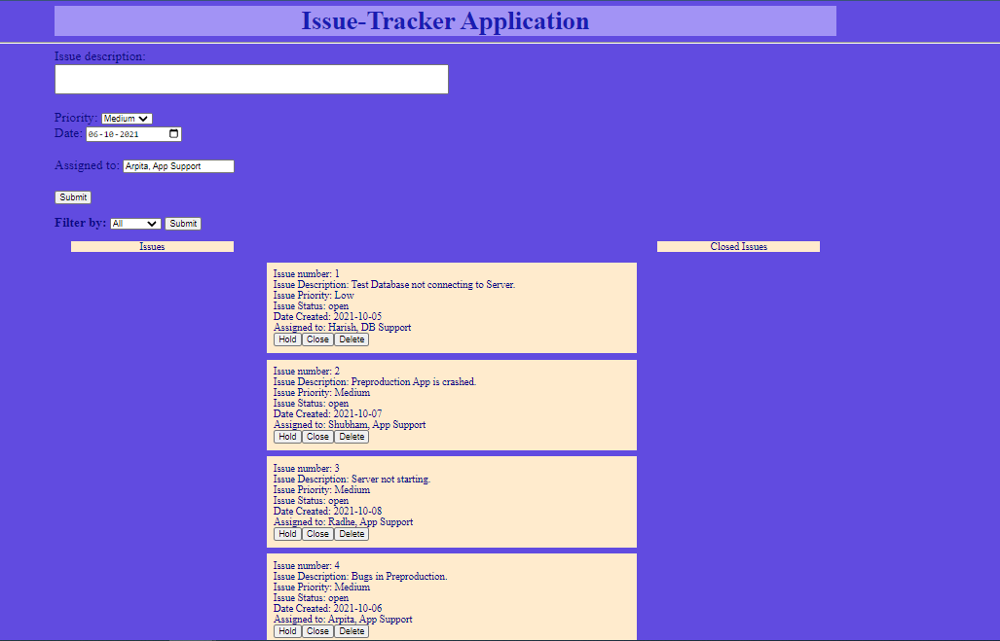 Issue-Tracker Application
Issue description:
Priority: Medium
Date: 06-10-2021
Assigned to: Arpita, App Support
Submit
Filter by: All Submit
Issues Closed Issues
Issue number: 1
Issue Description: Test Database not connecting to Server.
Issue Priority: Low
Issue Status: open
Date Created: 2021-10-05
Assigned to: Harish, DB Support
Hold Close Delete
Issue number: 2
Issue Description: Preproduction App is crashed.
Issue Priority: Medium
Issue Status: open
Date Created: 2021-10-07
Assigned to: Shubham, App Support
Hold Close Delete
Issue number: 3
Issue Description: Server not starting.
Issue Priority: Medium
Issue Status: open
Date Created: 2021-10-08
Assigned to: Radhe, App Support
Hold Close Delete
Issue number: 4
Issue Description: Bugs in Preproduction.
Issue Priority: Medium
Issue Status: open
Date Created: 2021-10-06
Assigned to: Arpita, App Support
Hold Close Delete